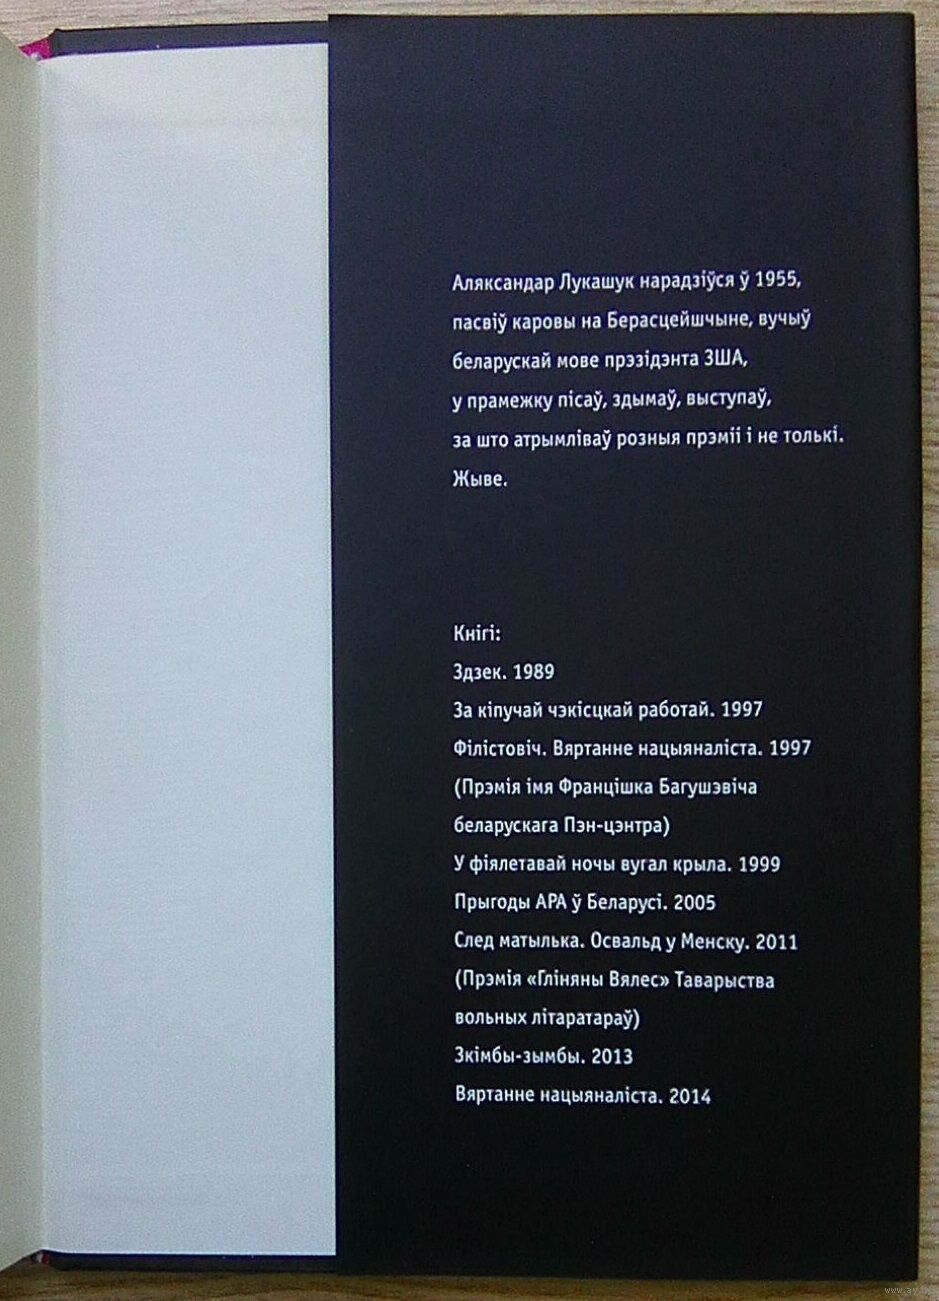 Аляксандар Лукашук нарадзіўся ў 1955,
пасвіў каровы на Берасцейшчыне, вучыў
беларускай мове прэзідэнта ЗША,
у прамежку пісаў, здымаў, выступаў,
за што атрымліваў розныя прэміі і не толькі.
Жыве.
Кнігі:
Здзек. 1989
За кіпучай чэкісцкай работай. 1997
Філістовіч. Вяртанне нацыяналіста. 1997
(Прэмія імя Францішка Багушэвіча
беларускага Пэн-цэнтра)
У фіялетавай ночы вугал крыла. 1999
Прыгоды АРА ў Беларусі. 2005
След матылька. Освальд у Менску. 2011
(Прэмія «Гліняны Вялес» Таварыства
вольных літаратараў)
Зкімбы-зымбы. 2013
Вяртанне нацыяналіста. 2014